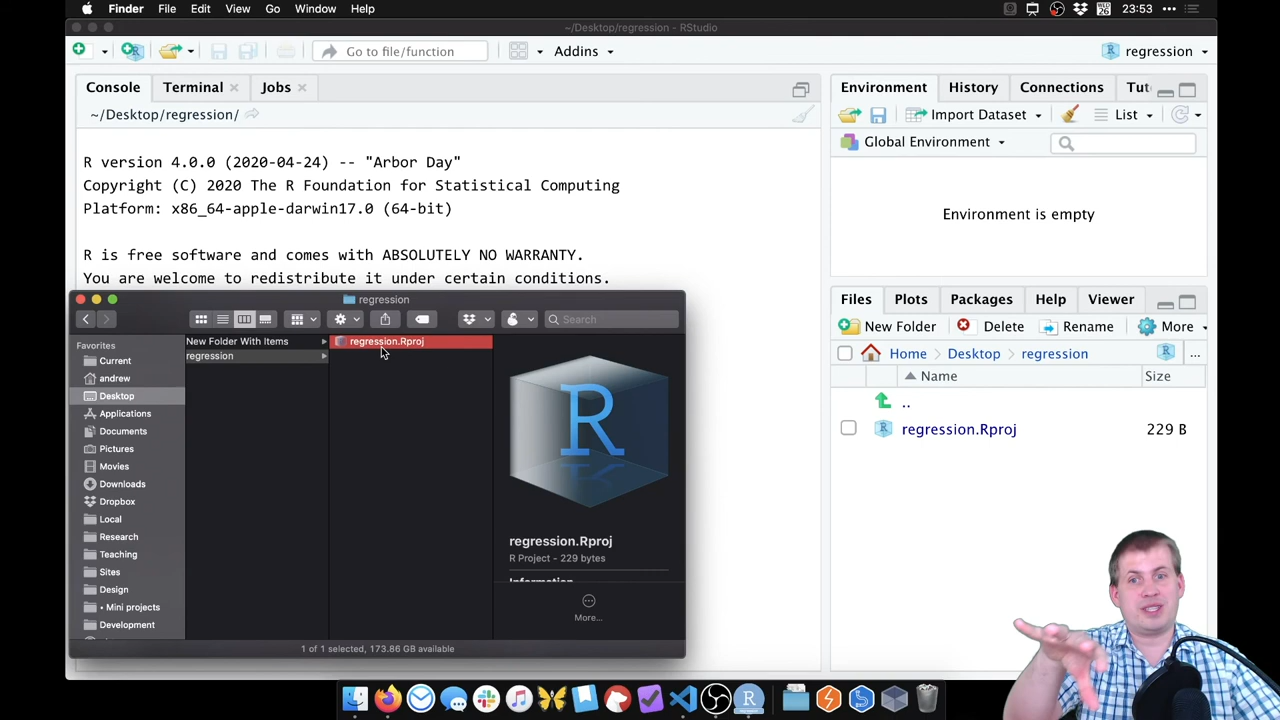 Finder File Edit View Go Window Help
23:53
~/Desktop/regression - RStudio
Go to file/function
Addins
regression
Console Terminal Jobs
~/Desktop/regression/
R version 4.0.0 (2020-04-24) -- "Arbor Day"
Copyright (C) 2020 The R Foundation for Statistical Computing
Platform: x86_64-apple-darwin17.0 (64-bit)
R is free software and comes with ABSOLUTELY NO WARRANTY.
You are welcome to redistribute it under certain conditions.
Environment History Connections Tut
Import Dataset List
Global Environment
Environment is empty
Files Plots Packages Help Viewer
New Folder Delete Rename More
Home Desktop regression ...
Name Size
..
regression.Rproj 229 B
regression
Search
Favorites
Current
andrew
Desktop
Applications
Documents
Pictures
Movies
Downloads
Dropbox
Local
Research
Teaching
Sites
Design
• Mini projects
Development
New Folder With Items
regression
regression.Rproj
R
regression.Rproj
R Project - 229 bytes
Information
More...
1 of 1 selected, 173.86 GB available